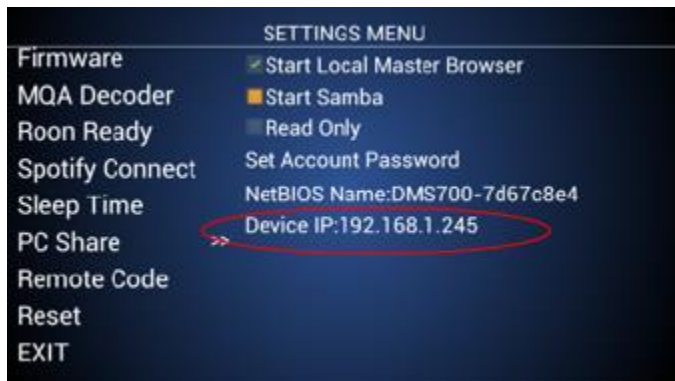 SETTINGS MENU
Firmware
MQA Decoder
Roon Ready
Spotify Connect
Sleep Time
PC Share >>
Remote Code
Reset
EXIT
Start Local Master Browser
Start Samba
Read Only
Set Account Password
NetBIOS Name:DMS700-7d67c8e4
Device IP:192.168.1.245